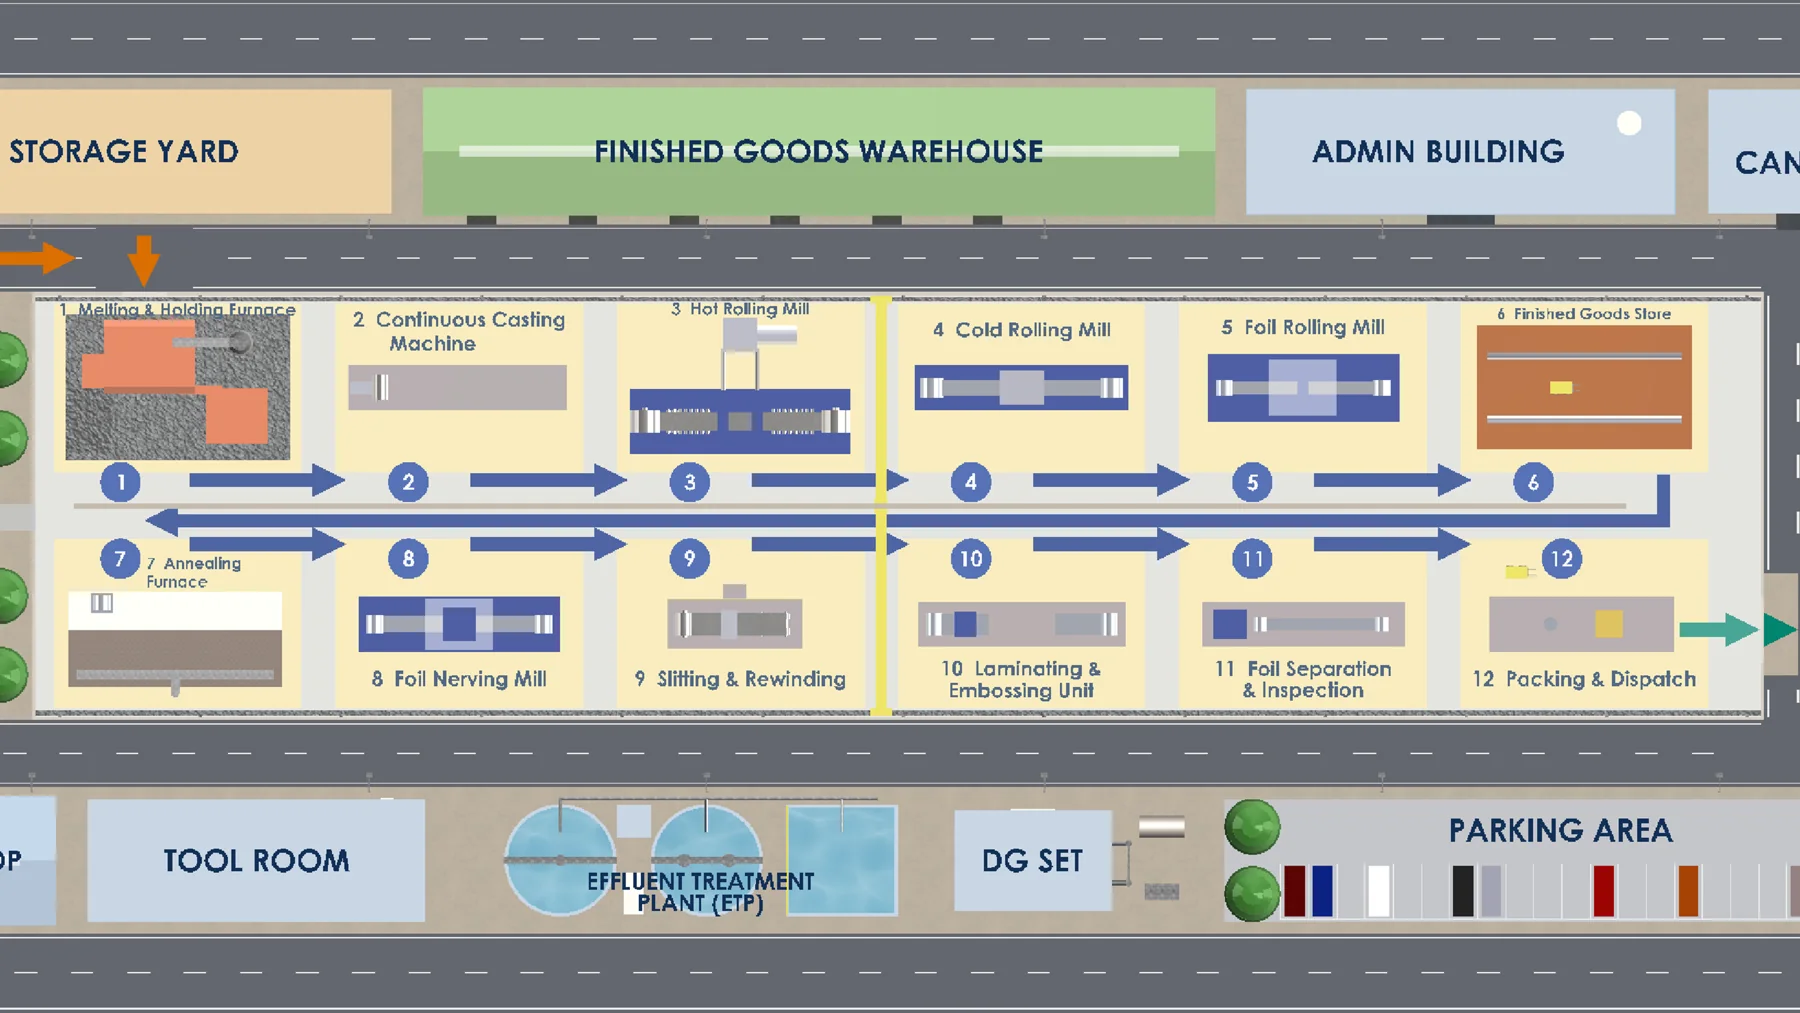 STORAGE YARD
FINISHED GOODS WAREHOUSE
ADMIN BUILDING
CAN
1 Melting & Holding Furnace
2 Continuous Casting
Machine
3 Hot Rolling Mill
4 Cold Rolling Mill
5 Foil Rolling Mill
6 Finished Goods Store
1
2
3
4
5
6
7
8
9
10
11
12
7 Annealing
Furnace
8 Foil Nerving Mill
9 Slitting & Rewinding
10 Laminating &
Embossing Unit
11 Foil Separation
& Inspection
12 Packing & Dispatch
OP
TOOL ROOM
EFFLUENT TREATMENT
PLANT (ETP)
DG SET
PARKING AREA